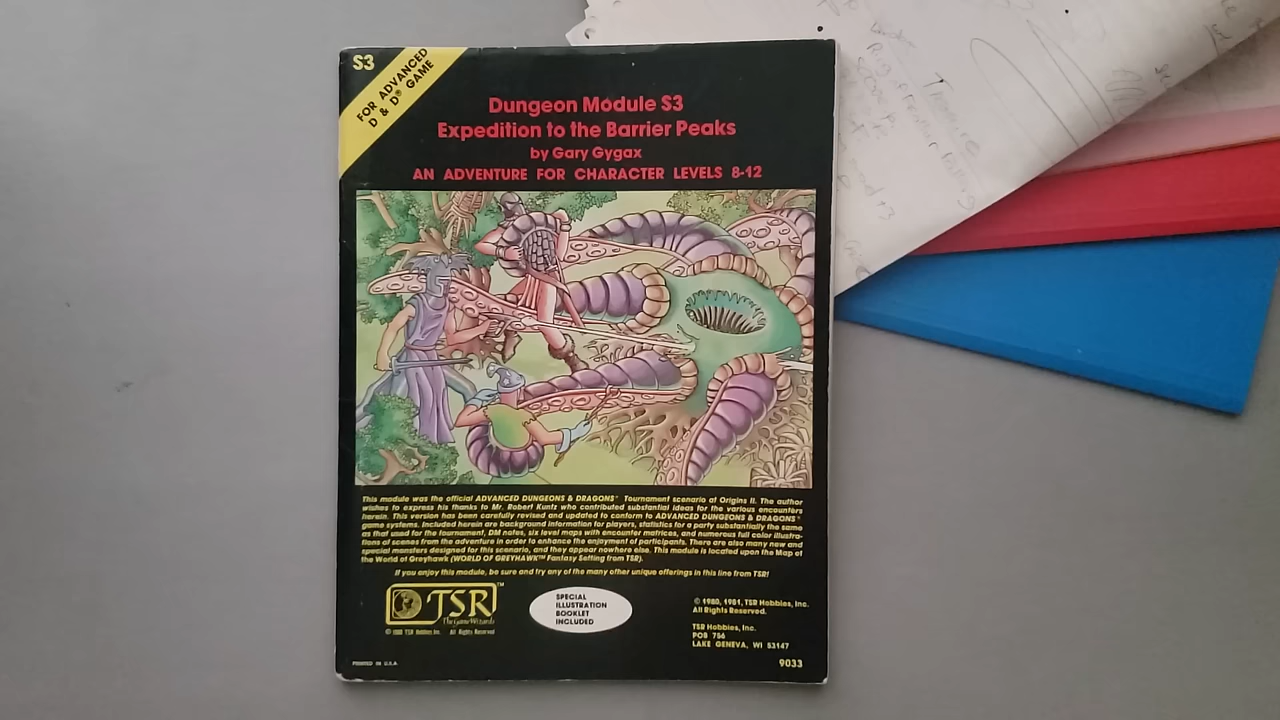 S3
FOR ADVANCED
D & D® GAME
Dungeon Module S3
Expedition to the Barrier Peaks
by Gary Gygax
AN ADVENTURE FOR CHARACTER LEVELS 8-12
This module was the official ADVANCED DUNGEONS & DRAGONS® Tournament scenario at Origins II. The author
wishes to express his thanks to Mr. Robert Kuntz who contributed substantial ideas for the various encounters
herein. This version has been carefully revised and updated to conform to ADVANCED DUNGEONS & DRAGONS®
game systems. Included herein are background information for players, statistics for a party substantially the same
as that used for the tournament, DM notes, six level maps with encounter matrices, and numerous full color illustra-
tions of scenes from the adventure in order to enhance the enjoyment of participants. There are also many new and
special monsters designed for this scenario, and they appear nowhere else. This module is located upon the Map of
the World of Greyhawk (WORLD OF GREYHAWK™ Fantasy Setting from TSR).
If you enjoy this module, be sure and try any of the many other unique offerings in this line from TSR!
TSR™
The Game Wizards
© 1980 TSR Hobbies Inc. All Rights Reserved
SPECIAL
ILLUSTRATION
BOOKLET
INCLUDED
© 1980, 1981, TSR Hobbies, Inc.
All Rights Reserved.
TSR Hobbies, Inc.
POB 756
LAKE GENEVA, WI 53147
PRINTED IN U.S.A.
9033